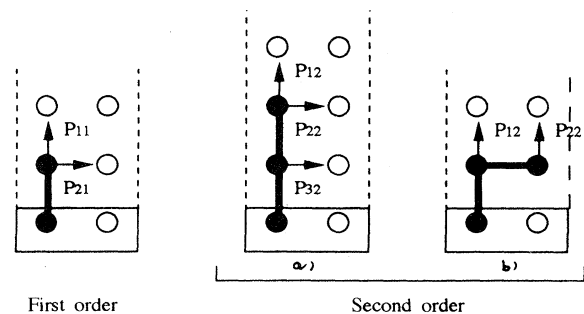 P12
P11
P22
P12
P22
P21
P32
a)
b)
First order
Second order